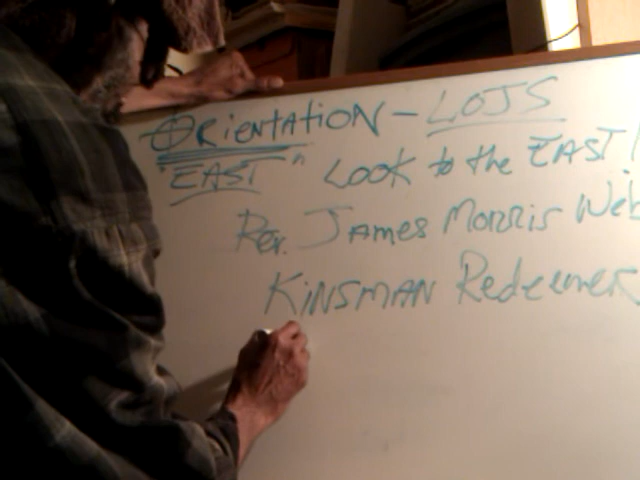 ORIENTATION - LOJS
"EAST" LOOK to the EAST!
Rev. JAMES MORRIS Web
KINSMAN Redeemer